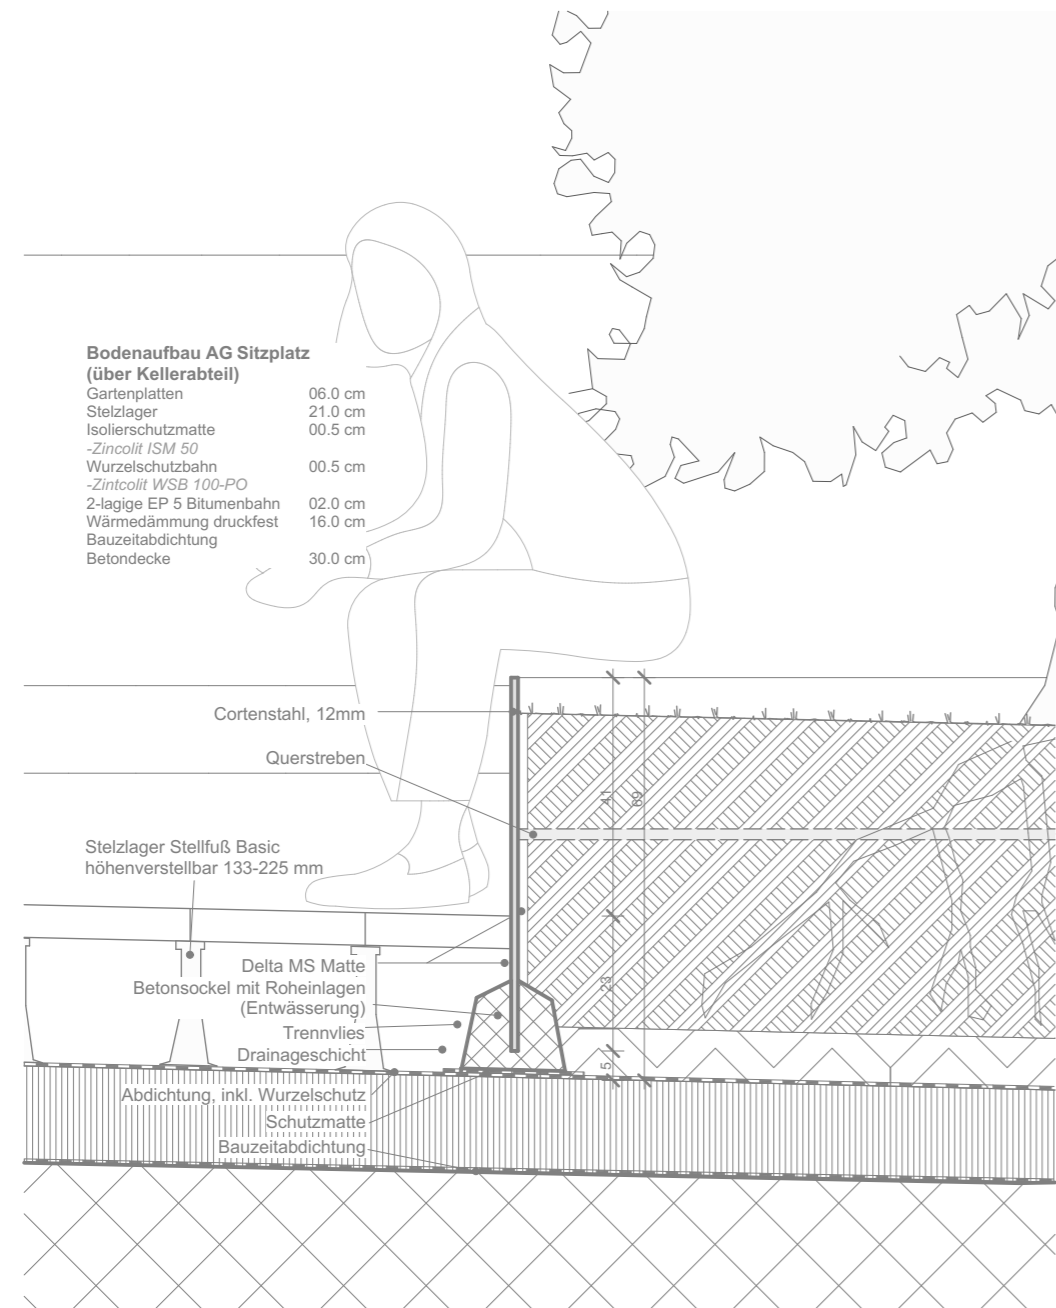 Bodenaufbau AG Sitzplatz
(über Kellerabteil)
Gartenplatten 06.0 cm
Stelzlager 21.0 cm
Isolierschutzmatte 00.5 cm
-Zincolit ISM 50
Wurzelschutzbahn 00.5 cm
-Zintcolit WSB 100-PO
2-lagige EP 5 Bitumenbahn 02.0 cm
Wärmedämmung druckfest 16.0 cm
Bauzeitabdichtung
Betondecke 30.0 cm
Cortenstahl, 12mm
Querstreben
41
69
Stelzlager Stellfuß Basic
höhenverstellbar 133-225 mm
Delta MS Matte
Betonsockel mit Roheinlagen
(Entwässerung)
23
Trennvlies
Drainageschicht
5
Abdichtung, inkl. Wurzelschutz
Schutzmatte
Bauzeitabdichtung